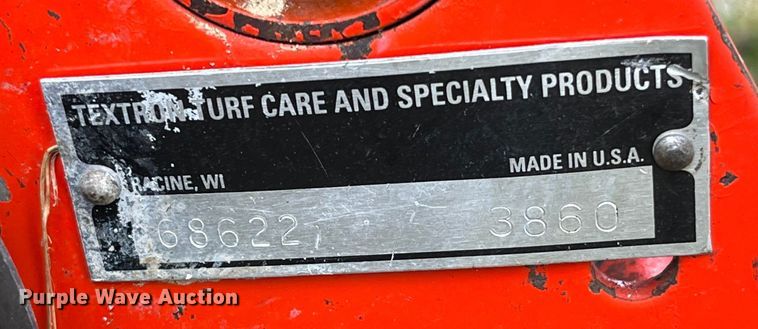 TEXTRON TURF CARE AND SPECIALTY PRODUCTS
RACINE, WI MADE IN U.S.A.
68622 3860
Purple Wave Auction